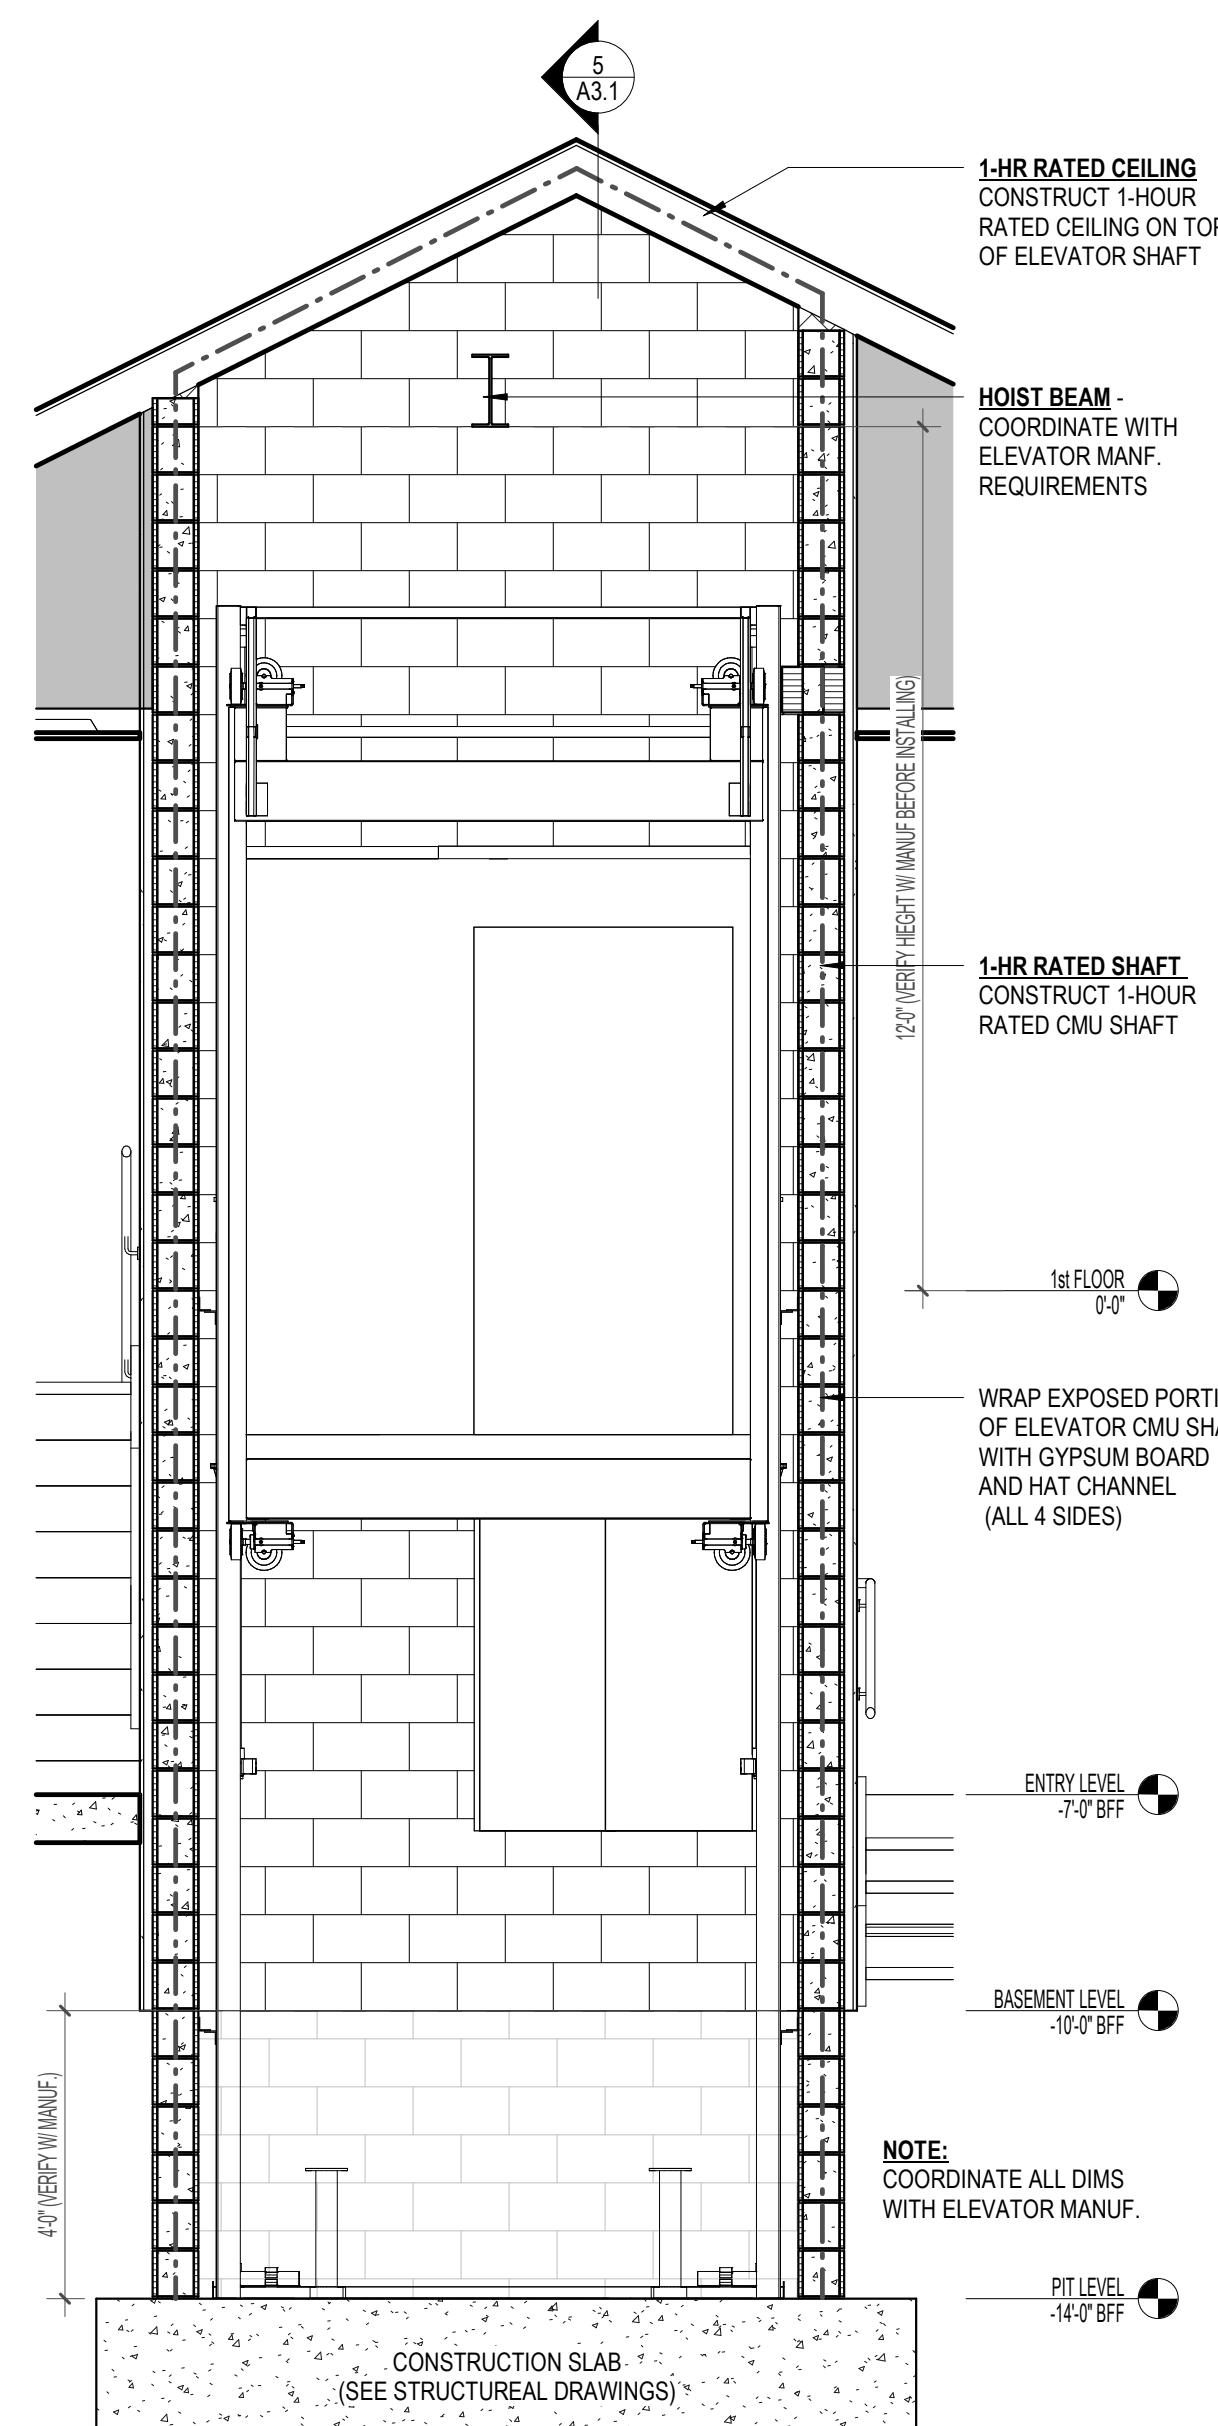 5
A3.1
1-HR RATED CEILING
CONSTRUCT 1-HOUR
RATED CEILING ON TOP
OF ELEVATOR SHAFT
HOIST BEAM -
COORDINATE WITH
ELEVATOR MANF.
REQUIREMENTS
12'-0" (VERIFY HIEGHT W/ MANUF BEFORE INSTALLING)
1-HR RATED SHAFT
CONSTRUCT 1-HOUR
RATED CMU SHAFT
1st FLOOR
0'-0"
WRAP EXPOSED PORTI
OF ELEVATOR CMU SHA
WITH GYPSUM BOARD
AND HAT CHANNEL
(ALL 4 SIDES)
ENTRY LEVEL
-7'-0" BFF
BASEMENT LEVEL
-10'-0" BFF
4'-0" (VERIFY W/ MANUF.)
NOTE:
COORDINATE ALL DIMS
WITH ELEVATOR MANUF.
PIT LEVEL
-14'-0" BFF
CONSTRUCTION SLAB
(SEE STRUCTUREAL DRAWINGS)